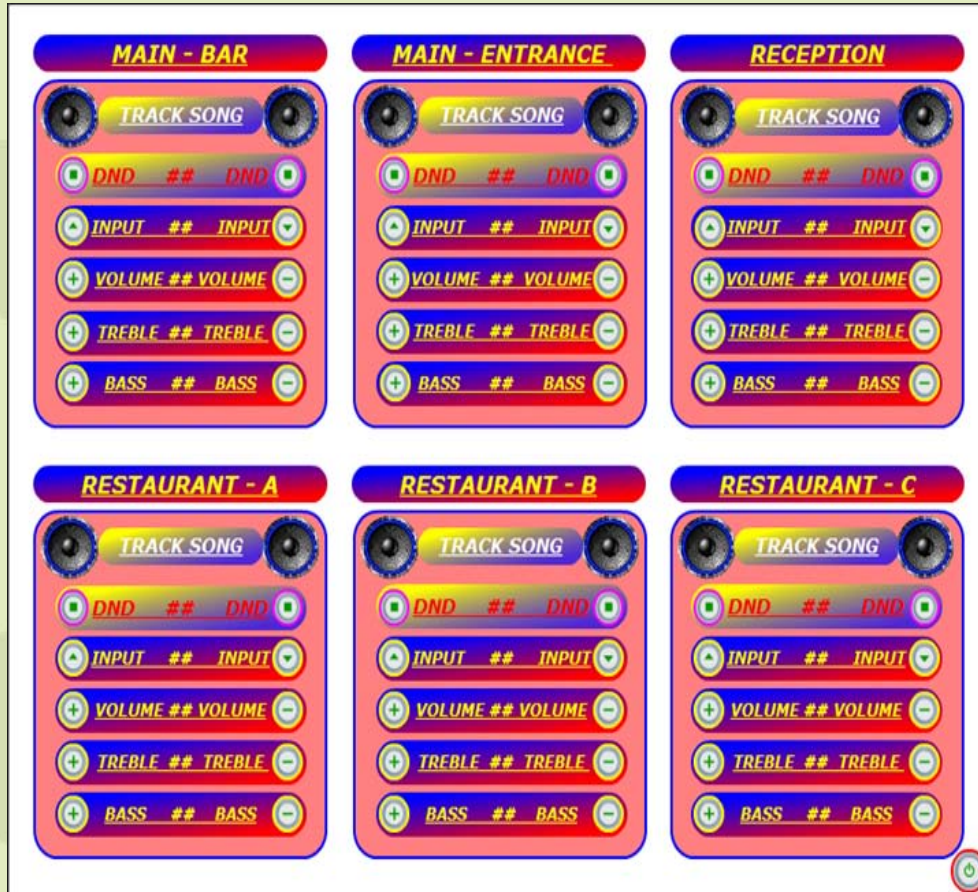 MAIN - BAR
TRACK SONG
DND ## DND
INPUT ## INPUT
VOLUME ## VOLUME
TREBLE ## TREBLE
BASS ## BASS
MAIN - ENTRANCE
TRACK SONG
DND ## DND
INPUT ## INPUT
VOLUME ## VOLUME
TREBLE ## TREBLE
BASS ## BASS
RECEPTION
TRACK SONG
DND ## DND
INPUT ## INPUT
VOLUME ## VOLUME
TREBLE ## TREBLE
BASS ## BASS
RESTAURANT - A
TRACK SONG
DND ## DND
INPUT ## INPUT
VOLUME ## VOLUME
TREBLE ## TREBLE
BASS ## BASS
RESTAURANT - B
TRACK SONG
DND ## DND
INPUT ## INPUT
VOLUME ## VOLUME
TREBLE ## TREBLE
BASS ## BASS
RESTAURANT - C
TRACK SONG
DND ## DND
INPUT ## INPUT
VOLUME ## VOLUME
TREBLE ## TREBLE
BASS ## BASS